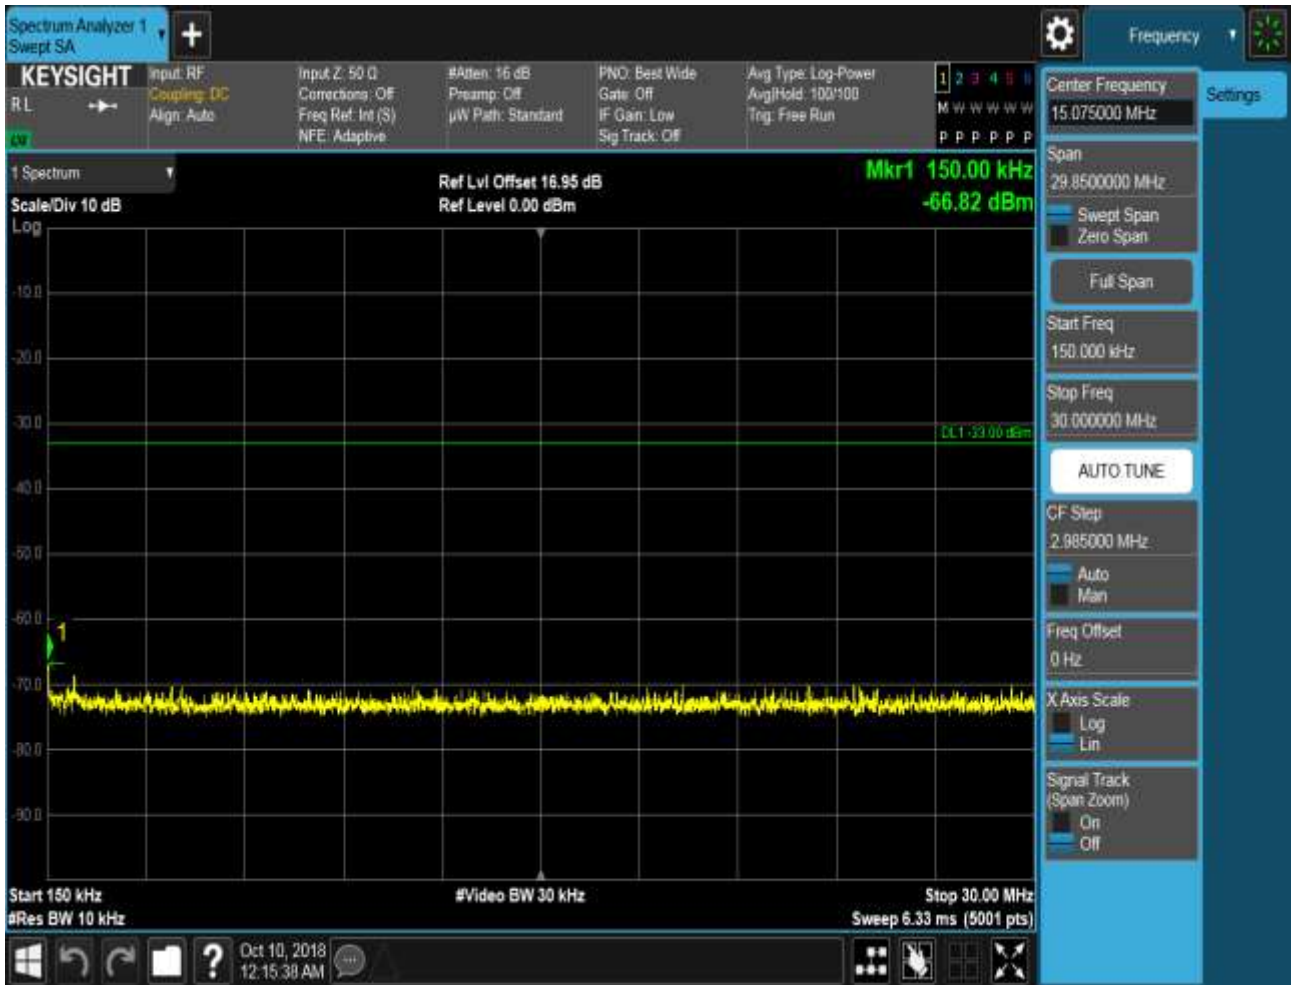 Spectrum Analyzer 1
Swept SA
+
Frequency
KEYSIGHT
RL
LXI
Input: RF
Coupling: DC
Align: Auto
Input Z: 50 Ω
Corrections: Off
Freq Ref: Int (S)
NFE: Adaptive
#Atten: 16 dB
Preamp: Off
µW Path: Standard
PNO: Best Wide
Gate: Off
IF Gain: Low
Sig Track: Off
Avg Type: Log-Power
Avg|Hold: 100/100
Trig: Free Run
1 2 3 4 5 6
M W W W W W
P P P P P P
Center Frequency
15.075000 MHz
Settings
1 Spectrum
Scale/Div 10 dB
Log
Ref Lvl Offset 16.95 dB
Ref Level 0.00 dBm
Mkr1 150.00 kHz
-66.82 dBm
Span
29.8500000 MHz
Swept Span
Zero Span
Full Span
Start Freq
150.000 kHz
Stop Freq
30.000000 MHz
AUTO TUNE
CF Step
2.985000 MHz
Auto
Man
Freq Offset
0 Hz
X Axis Scale
Log
Lin
Signal Track
(Span Zoom)
On
Off
-10.0
-20.0
-30.0
DL1 -33.00 dBm
-40.0
-50.0
-60.0
1
-70.0
-80.0
-90.0
Start 150 kHz
#Video BW 30 kHz
Stop 30.00 MHz
#Res BW 10 kHz
Sweep 6.33 ms (5001 pts)
?
Oct 10, 2018
12:15:38 AM